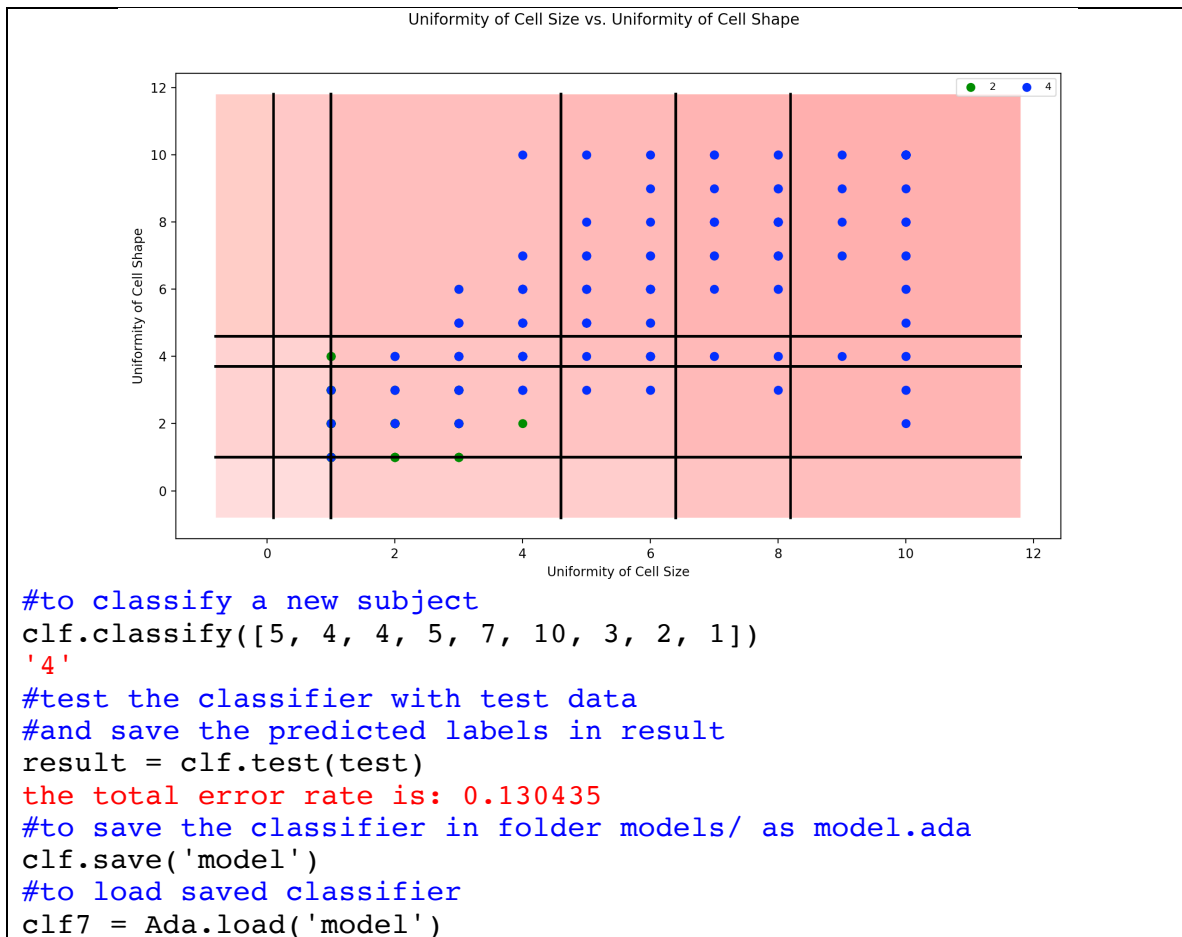 Uniformity of Cell Size vs. Uniformity of Cell Shape
2 4
12
10
8
6
4
2
0
Uniformity of Cell Shape
0 2 4 6 8 10 12
Uniformity of Cell Size
#to classify a new subject
clf.classify([5, 4, 4, 5, 7, 10, 3, 2, 1])
'4'
#test the classifier with test data
#and save the predicted labels in result
result = clf.test(test)
the total error rate is: 0.130435
#to save the classifier in folder models/ as model.ada
clf.save('model')
#to load saved classifier
clf7 = Ada.load('model')